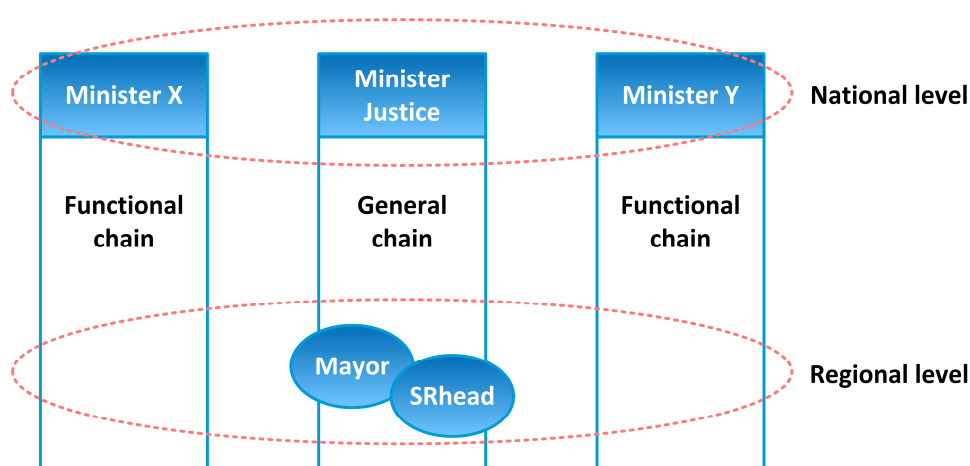 Minister X
Minister
Justice
Minister Y
National level
Functional
chain
General
chain
Functional
chain
Mayor
SRhead
Regional level